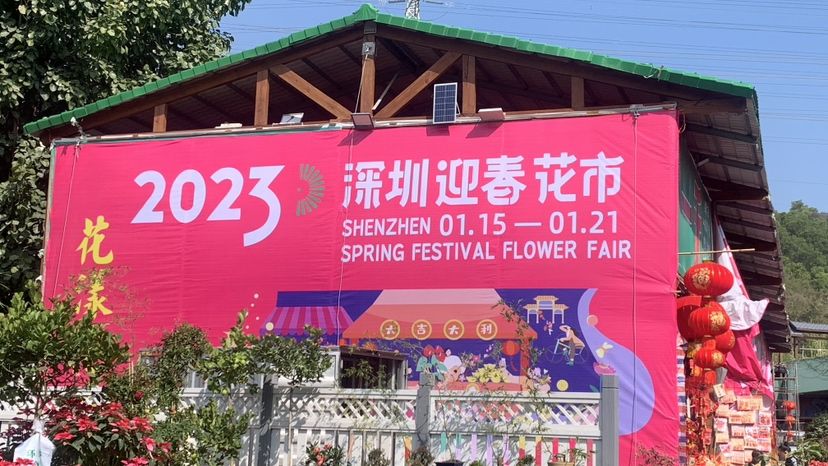 2023
深圳迎春花市
SHENZHEN 01.15 — 01.21
SPRING FESTIVAL FLOWER FAIR
花
漾
大吉大利